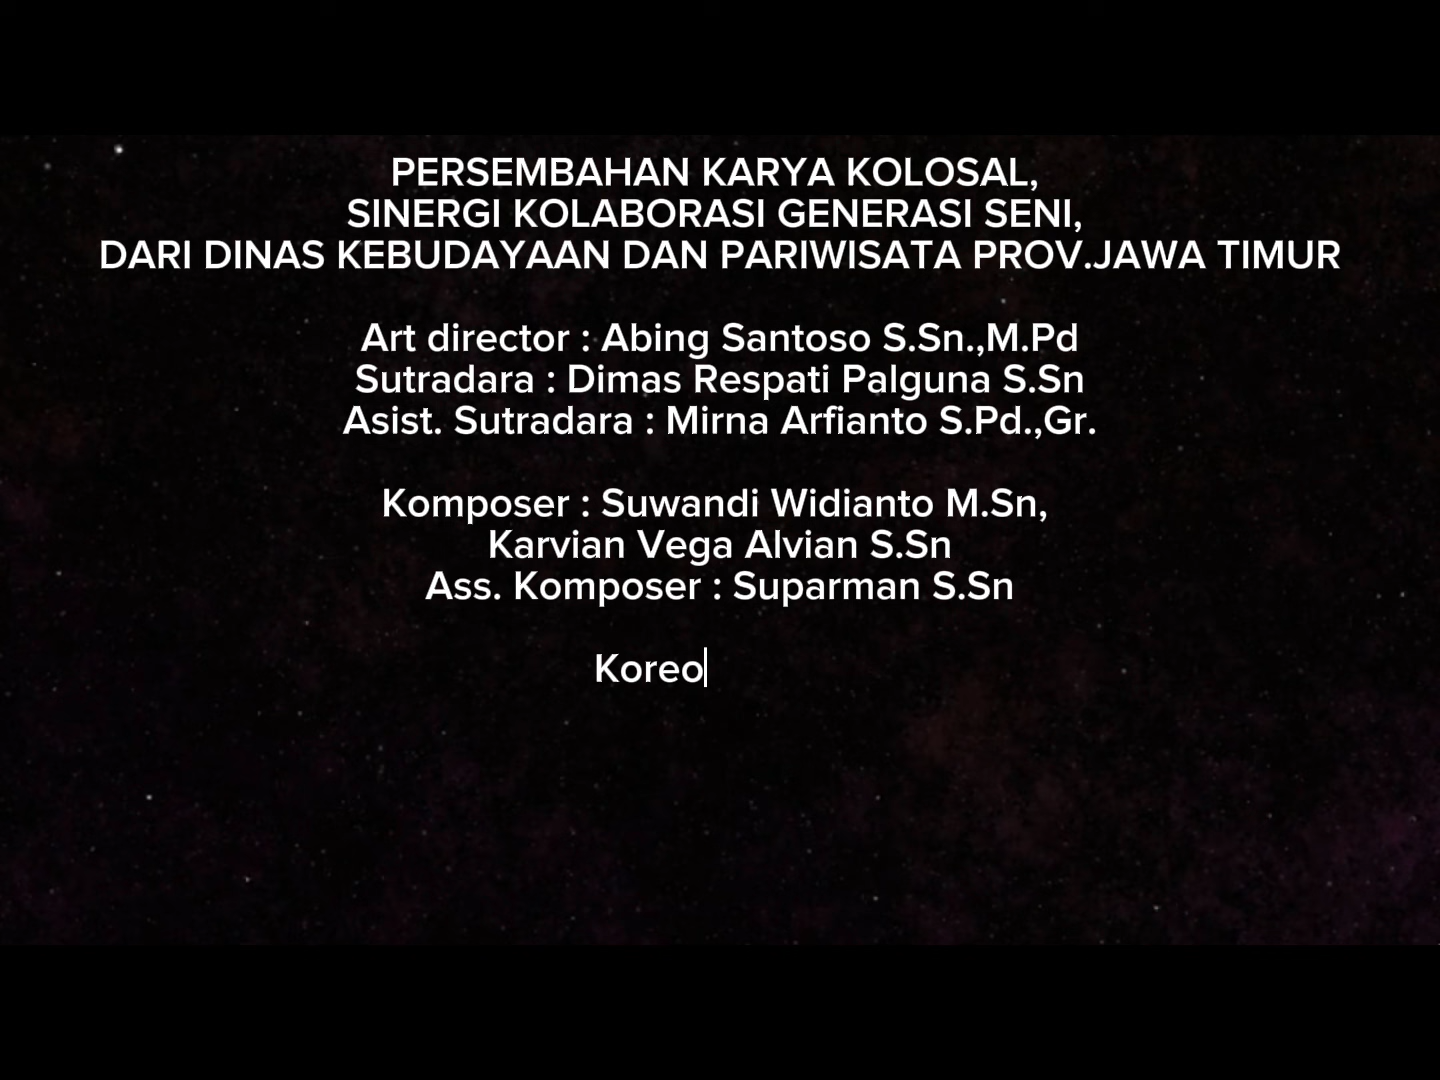 PERSEMBAHAN KARYA KOLOSAL,
SINERGI KOLABORASI GENERASI SENI,
DARI DINAS KEBUDAYAAN DAN PARIWISATA PROV.JAWA TIMUR
Art director : Abing Santoso S.Sn.,M.Pd
Sutradara : Dimas Respati Palguna S.Sn
Asist. Sutradara : Mirna Arfianto S.Pd.,Gr.
Komposer : Suwandi Widianto M.Sn,
Karvian Vega Alvian S.Sn
Ass. Komposer : Suparman S.Sn
Koreo